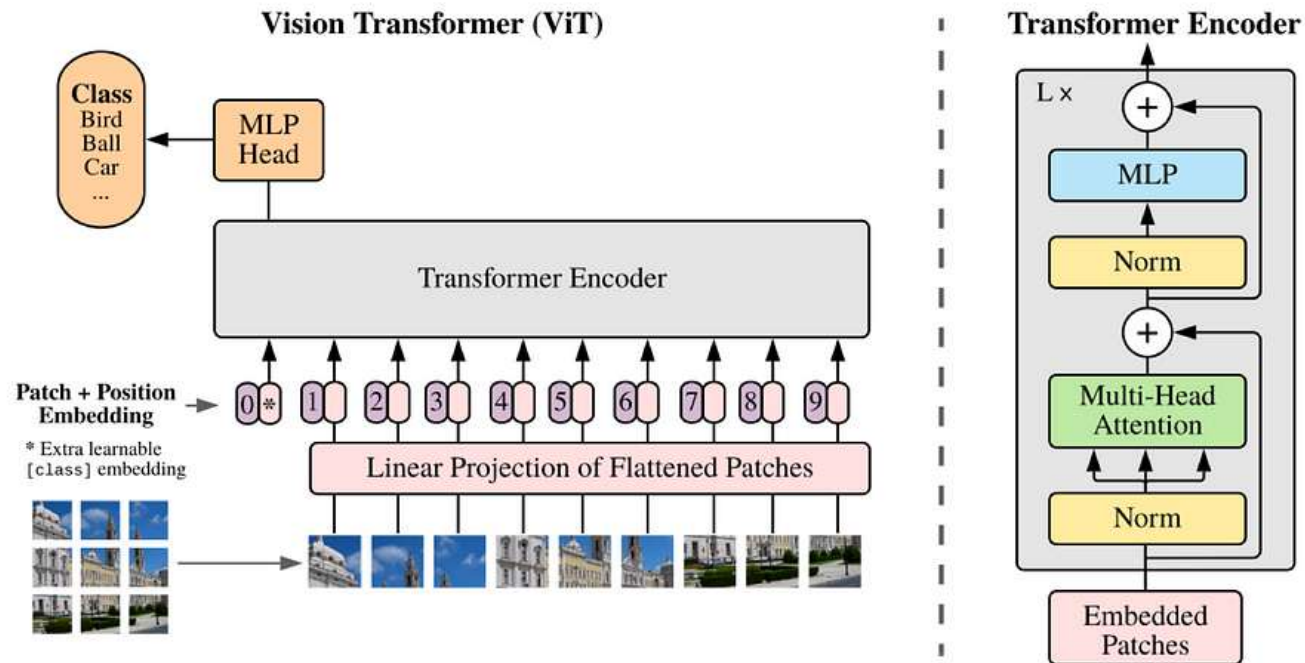 Vision Transformer (ViT)
Class
Bird
Ball
Car
...
MLP
Head
Transformer Encoder
Patch + Position
Embedding
0 * 1 2 3 4 5 6 7 8 9
* Extra learnable
[class] embedding
Linear Projection of Flattened Patches
Transformer Encoder
L x
+
MLP
Norm
+
Multi-Head
Attention
Norm
Embedded
Patches